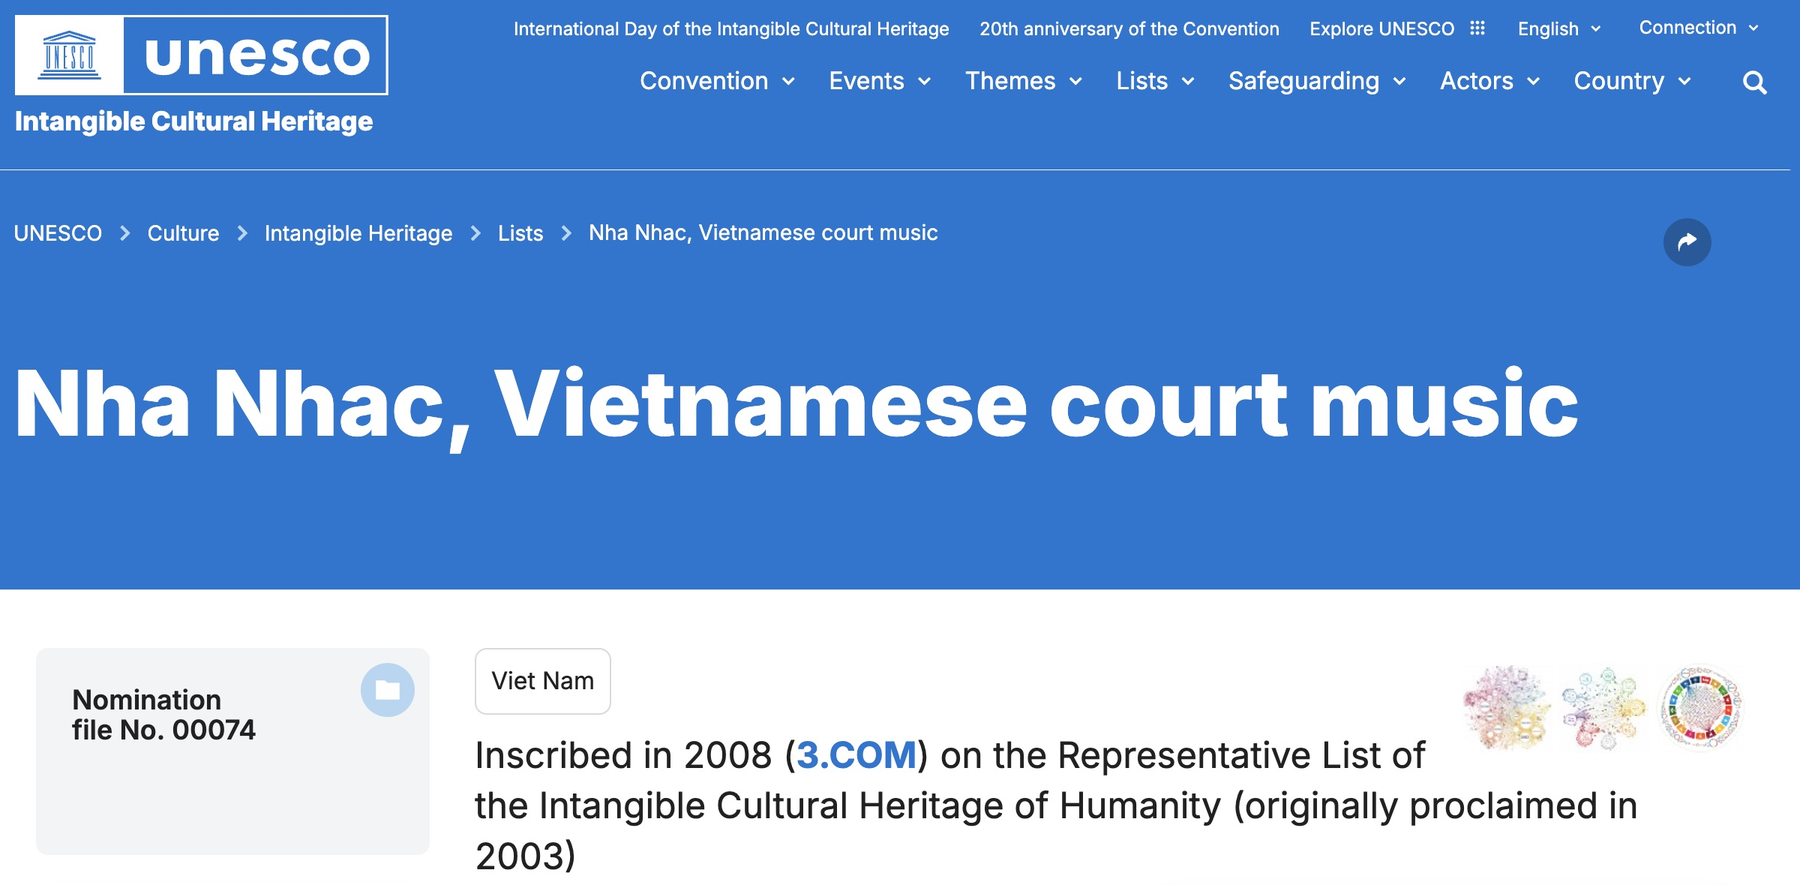 International Day of the Intangible Cultural Heritage 20th anniversary of the Convention Explore UNESCO English Connection
UNESCO unesco
Intangible Cultural Heritage
Convention Events Themes Lists Safeguarding Actors Country
UNESCO Culture Intangible Heritage Lists Nha Nhac, Vietnamese court music
Nha Nhac, Vietnamese court music
Nomination
file No. 00074
Viet Nam
Inscribed in 2008 (3.COM) on the Representative List of
the Intangible Cultural Heritage of Humanity (originally proclaimed in
2003)